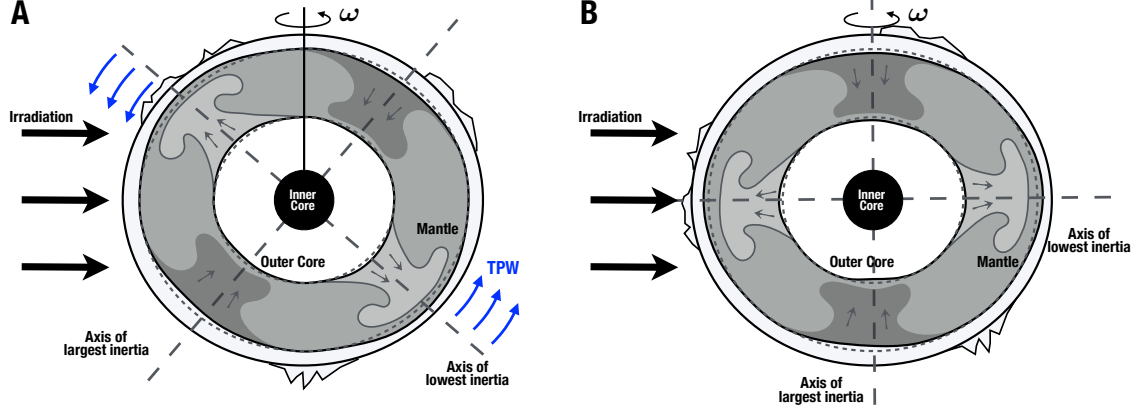 A
ω
Irradiation
Inner
Core
Mantle
Outer Core
TPW
Axis of
largest inertia
Axis of
lowest inertia
B
ω
Irradiation
Inner
Core
Axis of
lowest inertia
Outer Core
Mantle
Axis of
largest inertia